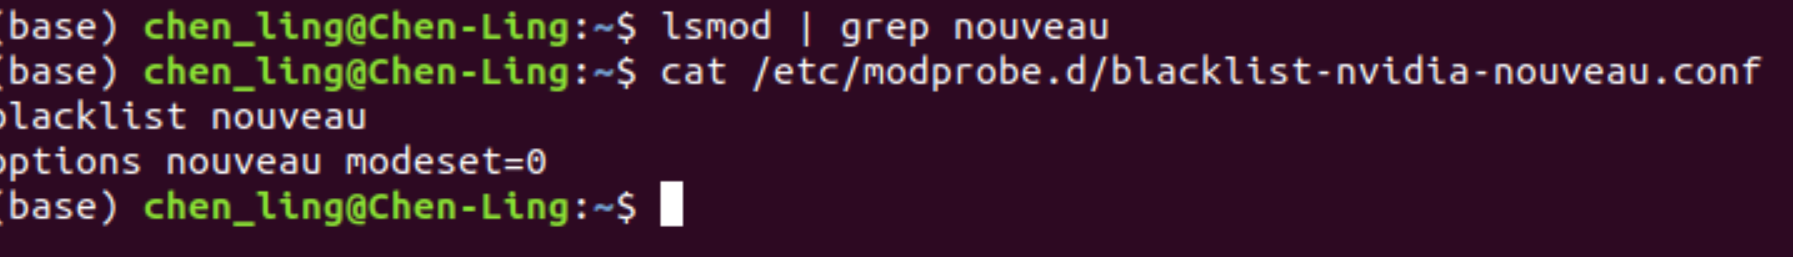 (base) chen_ling@Chen-Ling:~$ lsmod | grep nouveau
(base) chen_ling@Chen-Ling:~$ cat /etc/modprobe.d/blacklist-nvidia-nouveau.conf
blacklist nouveau
options nouveau modeset=0
(base) chen_ling@Chen-Ling:~$